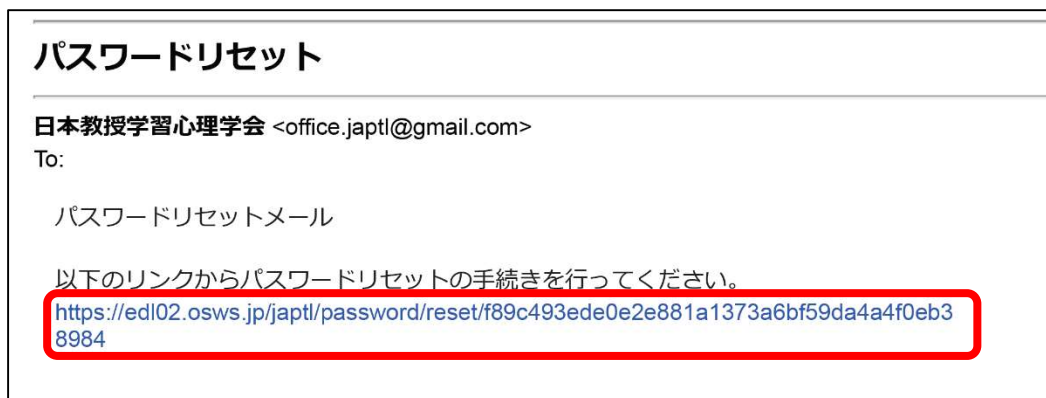 パスワードリセット
日本教授学習心理学会 <office.japtl@gmail.com>
To:
パスワードリセットメール
以下のリンクからパスワードリセットの手続きを行ってください。
https://edl02.osws.jp/japtl/password/reset/f89c493ede0e2e881a1373a6bf59da4a4f0eb3
8984